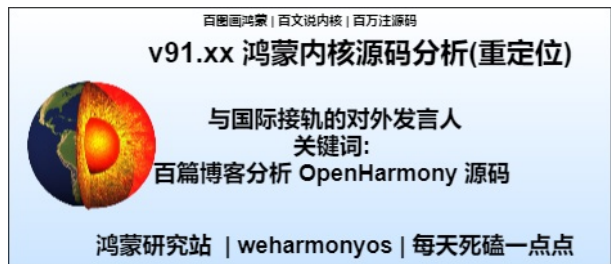 百图画鸿蒙 | 百文说内核 | 百万注源码
v91.xx 鸿蒙内核源码分析(重定位)
与国际接轨的对外发言人
关键词:
百篇博客分析 OpenHarmony 源码
鸿蒙研究站 | weharmonyos | 每天死磕一点点